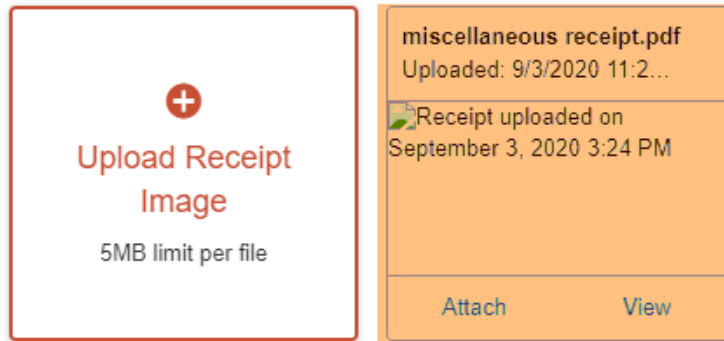 Upload Receipt
Image
5MB limit per file
miscellaneous receipt.pdf
Uploaded: 9/3/2020 11:2...
Receipt uploaded on
September 3, 2020 3:24 PM
Attach
View